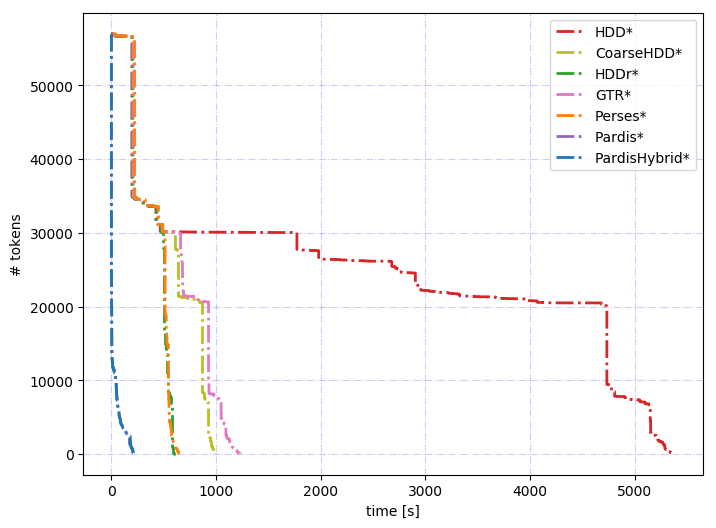 HDD*
CoarseHDD*
HDDr*
GTR*
Perses*
Pardis*
PardisHybrid*
# tokens
50000
40000
30000
20000
10000
0
0 1000 2000 3000 4000 5000
time [s]